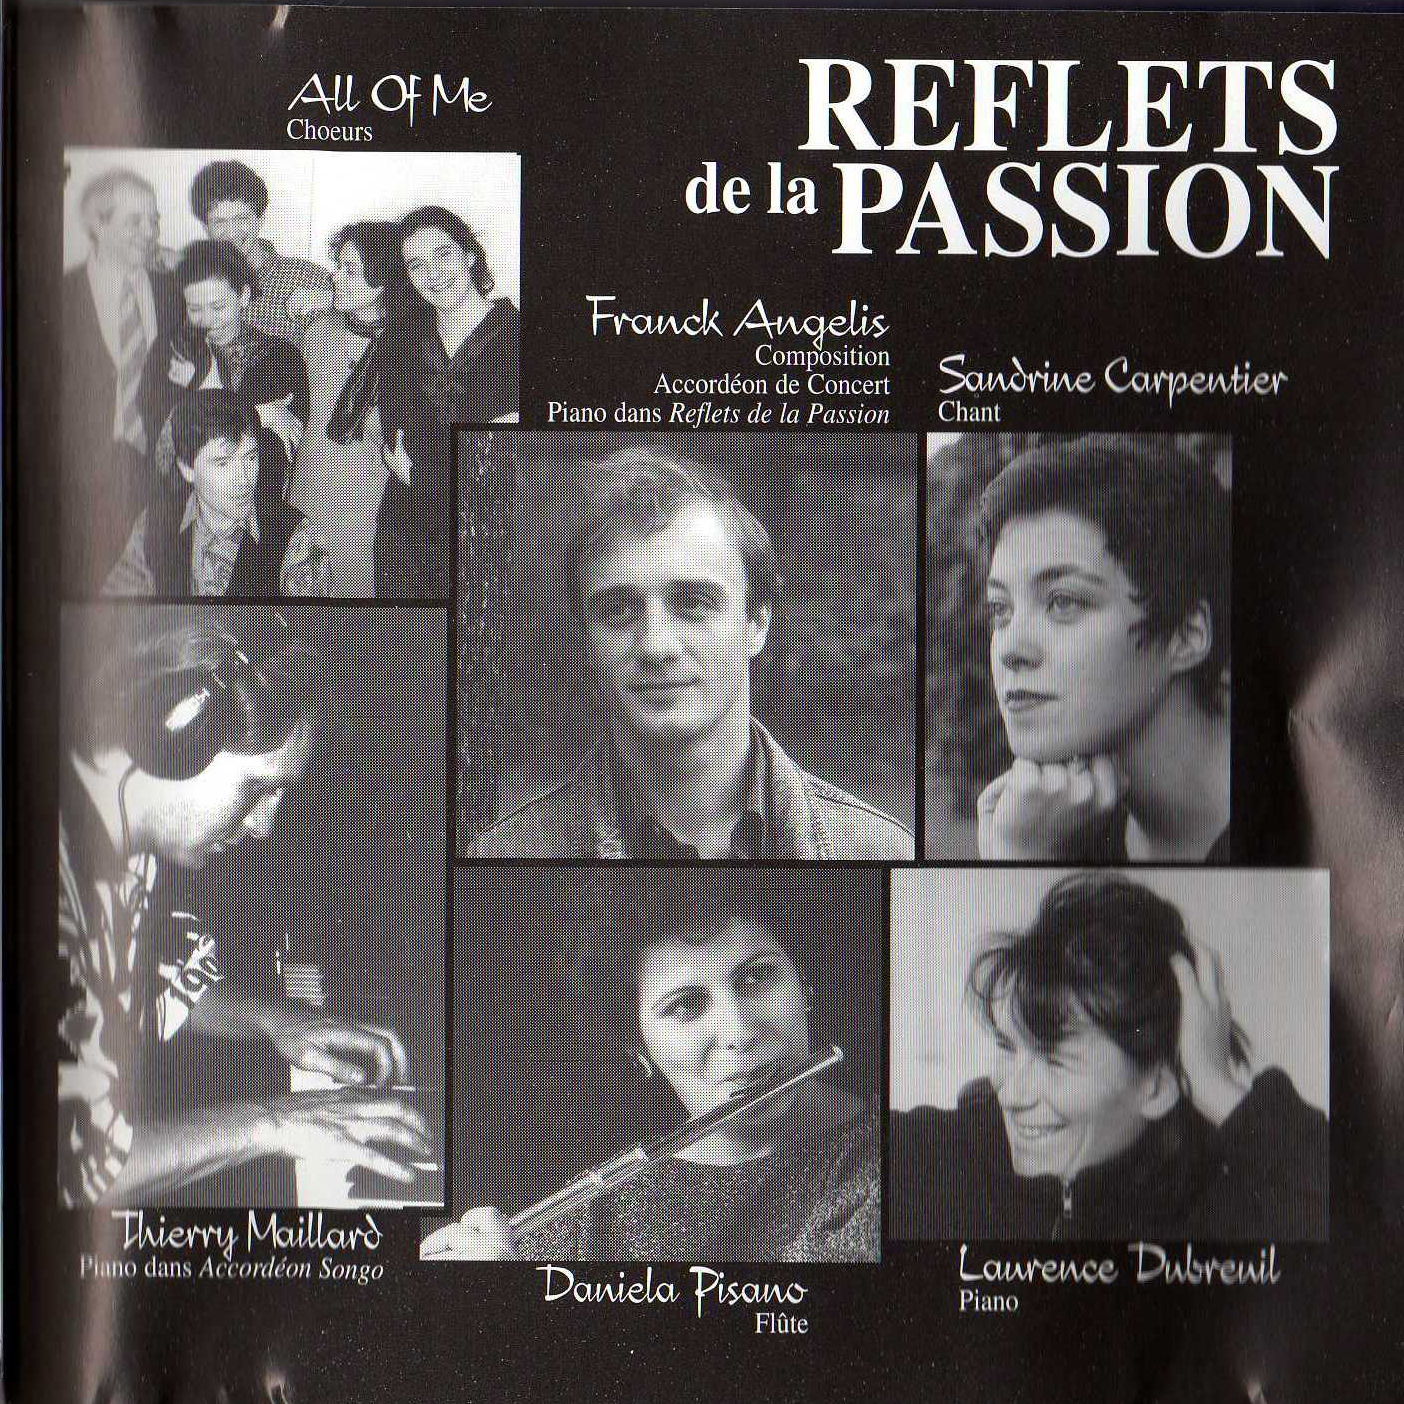 All Of Me
Choeurs
REFLETS
de la PASSION
Franck Angelis
Composition
Accordéon de Concert
Piano dans Reflets de la Passion
Sandrine Carpentier
Chant
Thierry Maillard
Piano dans Accordéon Songo
Daniela Pisano
Flûte
Laurence Dubreuil
Piano